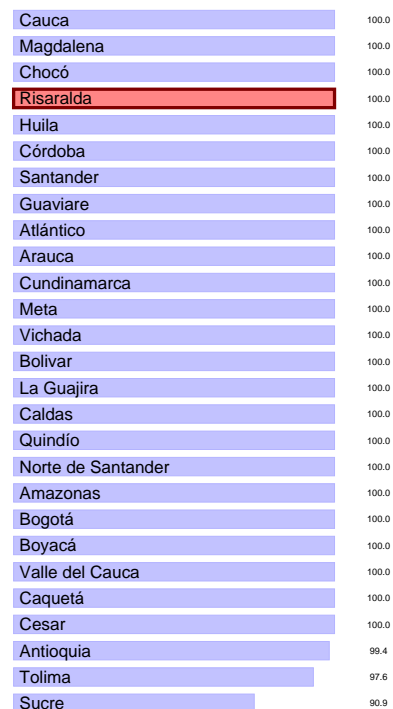 Cauca 100.0
Magdalena 100.0
Chocó 100.0
Risaralda 100.0
Huila 100.0
Córdoba 100.0
Santander 100.0
Guaviare 100.0
Atlántico 100.0
Arauca 100.0
Cundinamarca 100.0
Meta 100.0
Vichada 100.0
Bolivar 100.0
La Guajira 100.0
Caldas 100.0
Quindío 100.0
Norte de Santander 100.0
Amazonas 100.0
Bogotá 100.0
Boyacá 100.0
Valle del Cauca 100.0
Caquetá 100.0
Cesar 100.0
Antioquia 99.4
Tolima 97.6
Sucre 90.9